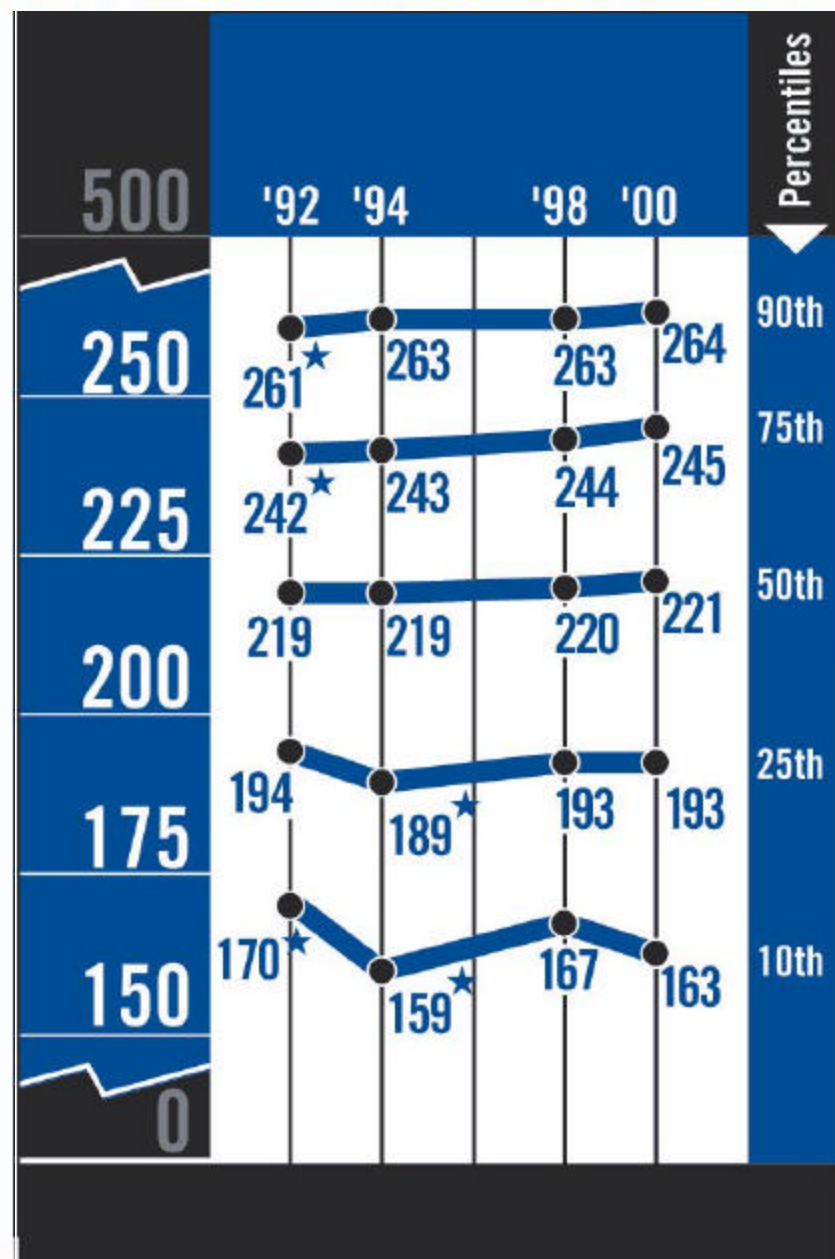 Percentiles
500 '92 '94 '98 '00
90th
250 261★ 263 263 264
75th
225 242★ 243 244 245
50th
200 219 219 220 221
25th
175 194 189★ 193 193
10th
150 170★ 159★ 167 163
0